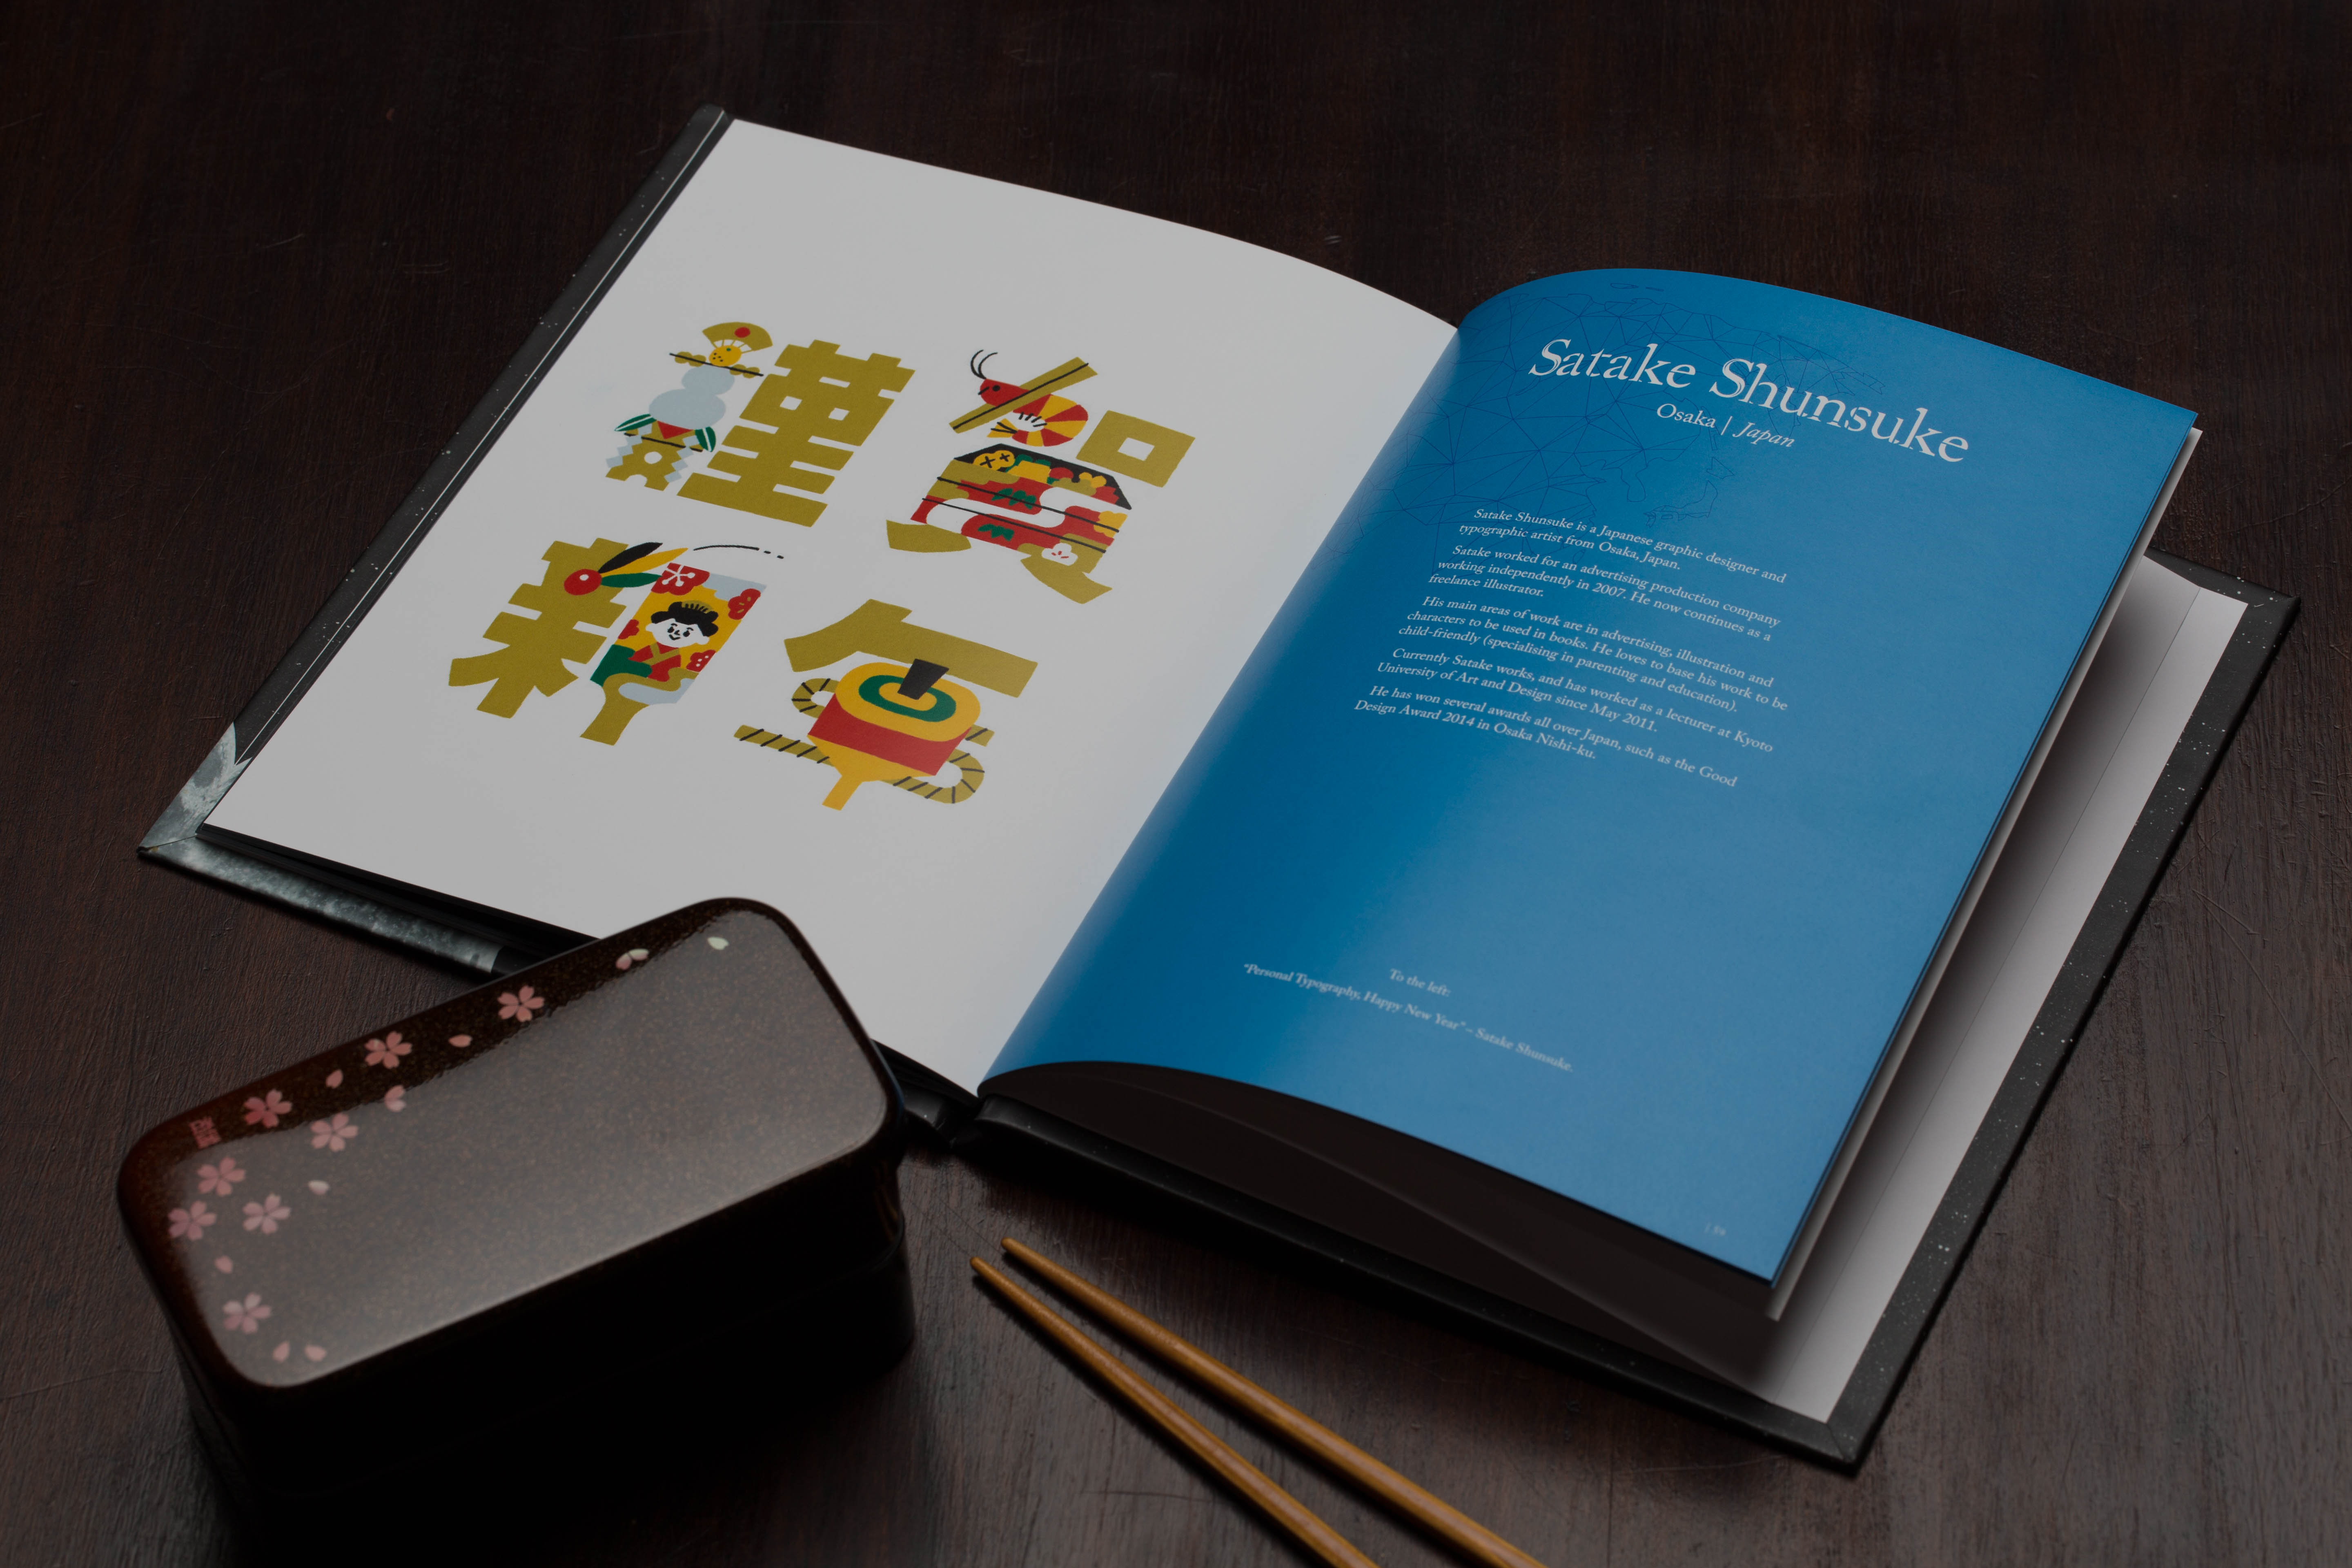 謹賀
新年
Satake Shunsuke
Osaka | Japan
Satake Shunsuke is a Japanese graphic designer and
typographic artist from Osaka, Japan.
Satake worked for an advertising production company
working independently in 2007. He now continues as a
freelance illustrator.
His main areas of work are in advertising, illustration and
characters to be used in books. He loves to base his work to be
child-friendly (specialising in parenting and education).
Currently Satake works, and has worked as a lecturer at Kyoto
University of Art and Design since May 2011.
He has won several awards all over Japan, such as the Good
Design Award 2014 in Osaka Nishi-ku.
To the left:
"Personal Typography, Happy New Year" – Satake Shunsuke.